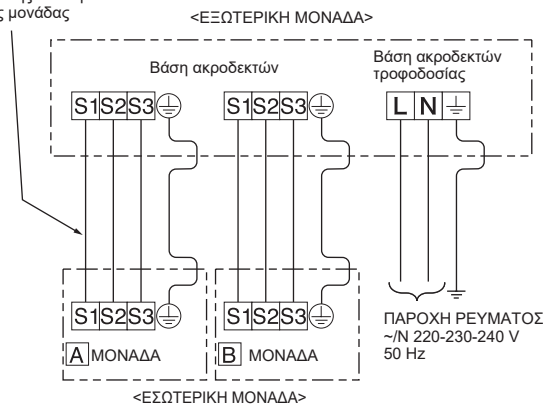 ς μονάδας
<ΕΞΩΤΕΡΙΚΗ ΜΟΝΑΔΑ>
Βάση ακροδεκτών
Βάση ακροδεκτών
τροφοδοσίας
S1 S2 S3
S1 S2 S3
L N
S1 S2 S3
S1 S2 S3
A ΜΟΝΑΔΑ
B ΜΟΝΑΔΑ
ΠΑΡΟΧΗ ΡΕΥΜΑΤΟΣ
~/N 220-230-240 V
50 Hz
<ΕΣΩΤΕΡΙΚΗ ΜΟΝΑΔΑ>